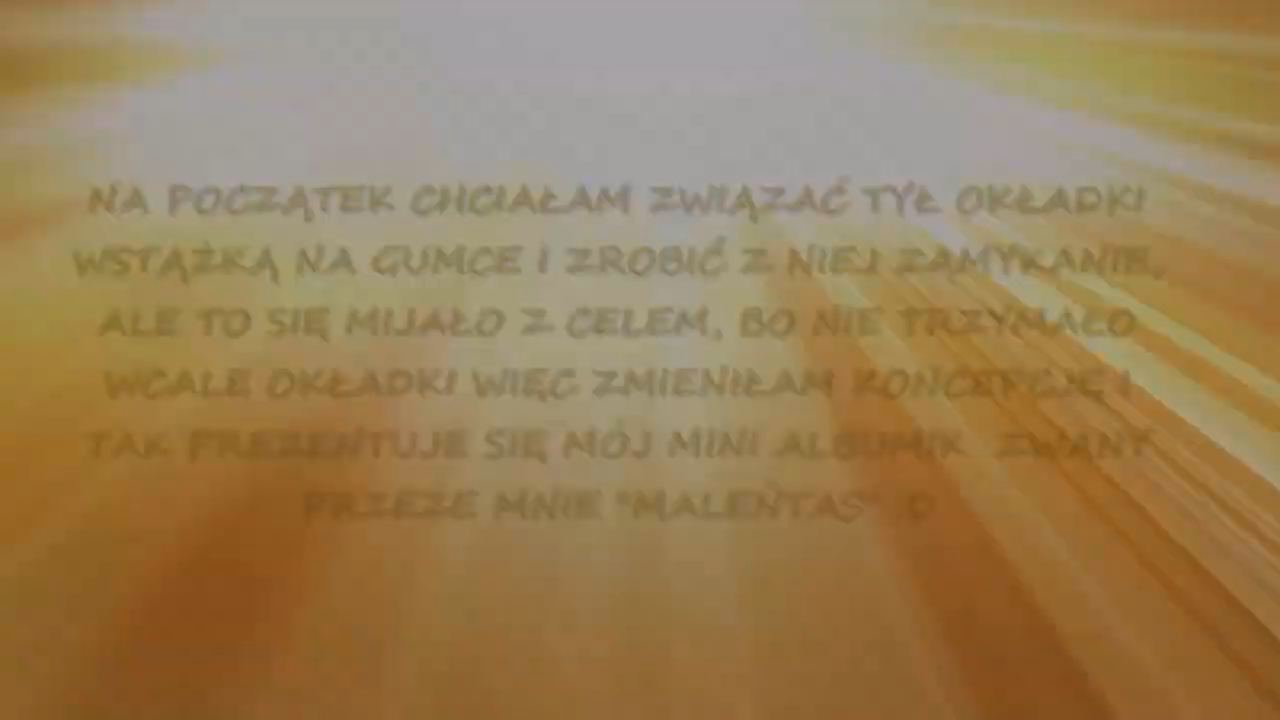 NA POCZĄTEK CHCIAŁAM ZWIĄZAĆ TYŁ OKŁADKI
WSTĄŻKĄ NA GUMCE I ZROBIĆ Z NIEJ ZAMYKANIE,
ALE TO SIĘ MIJAŁO Z CELEM, BO NIE TRZYMAŁO
WCALE OKŁADKI WIĘC ZMIENIŁAM KONCEPCJĘ I
TAK PREZENTUJE SIĘ MÓJ MINI ALBUMIK ZWANY
PRZEZE MNIE "MALEŃTAS" :D